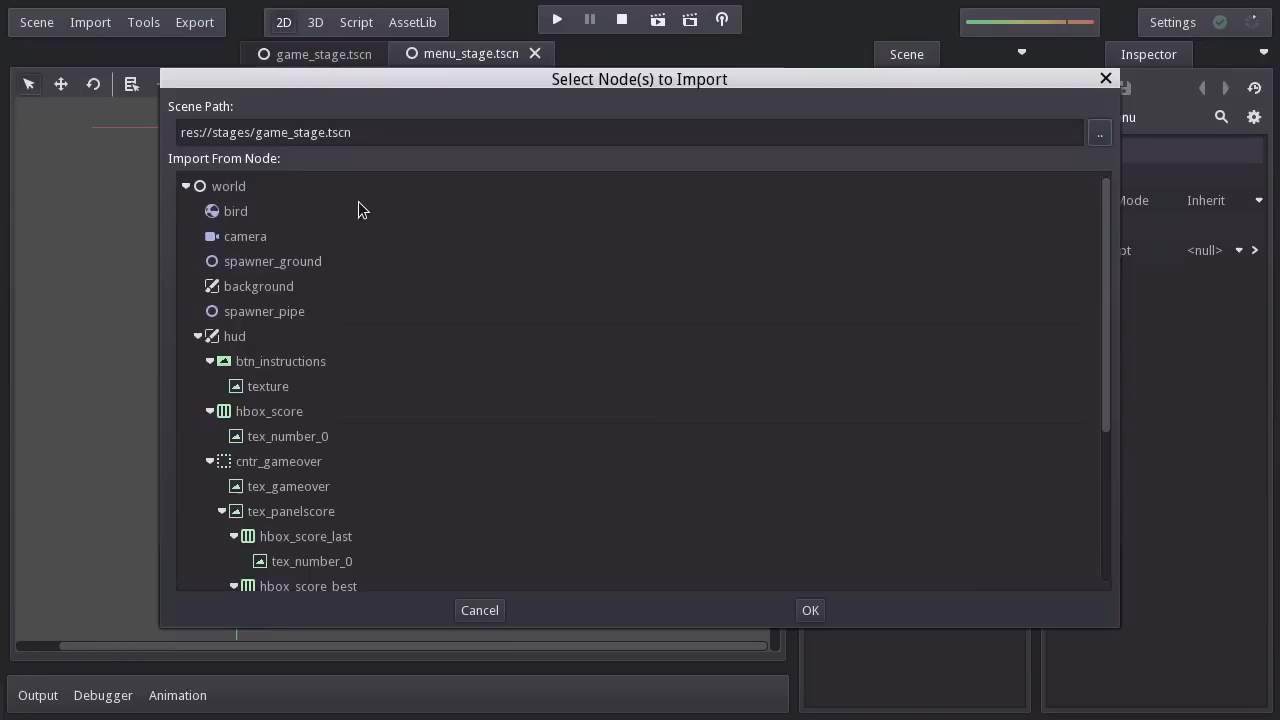 Scene Import Tools Export 2D 3D Script AssetLib Settings
game_stage.tscn menu_stage.tscn Scene Inspector
Select Node(s) to Import
Scene Path:
res://stages/game_stage.tscn ..
Import From Node:
world
bird
camera
spawner_ground
background
spawner_pipe
hud
btn_instructions
texture
hbox_score
tex_number_0
cntr_gameover
tex_gameover
tex_panelscore
hbox_score_last
tex_number_0
hbox_score_best
Cancel OK
nu
Mode Inherit
pt <null>
Output Debugger Animation